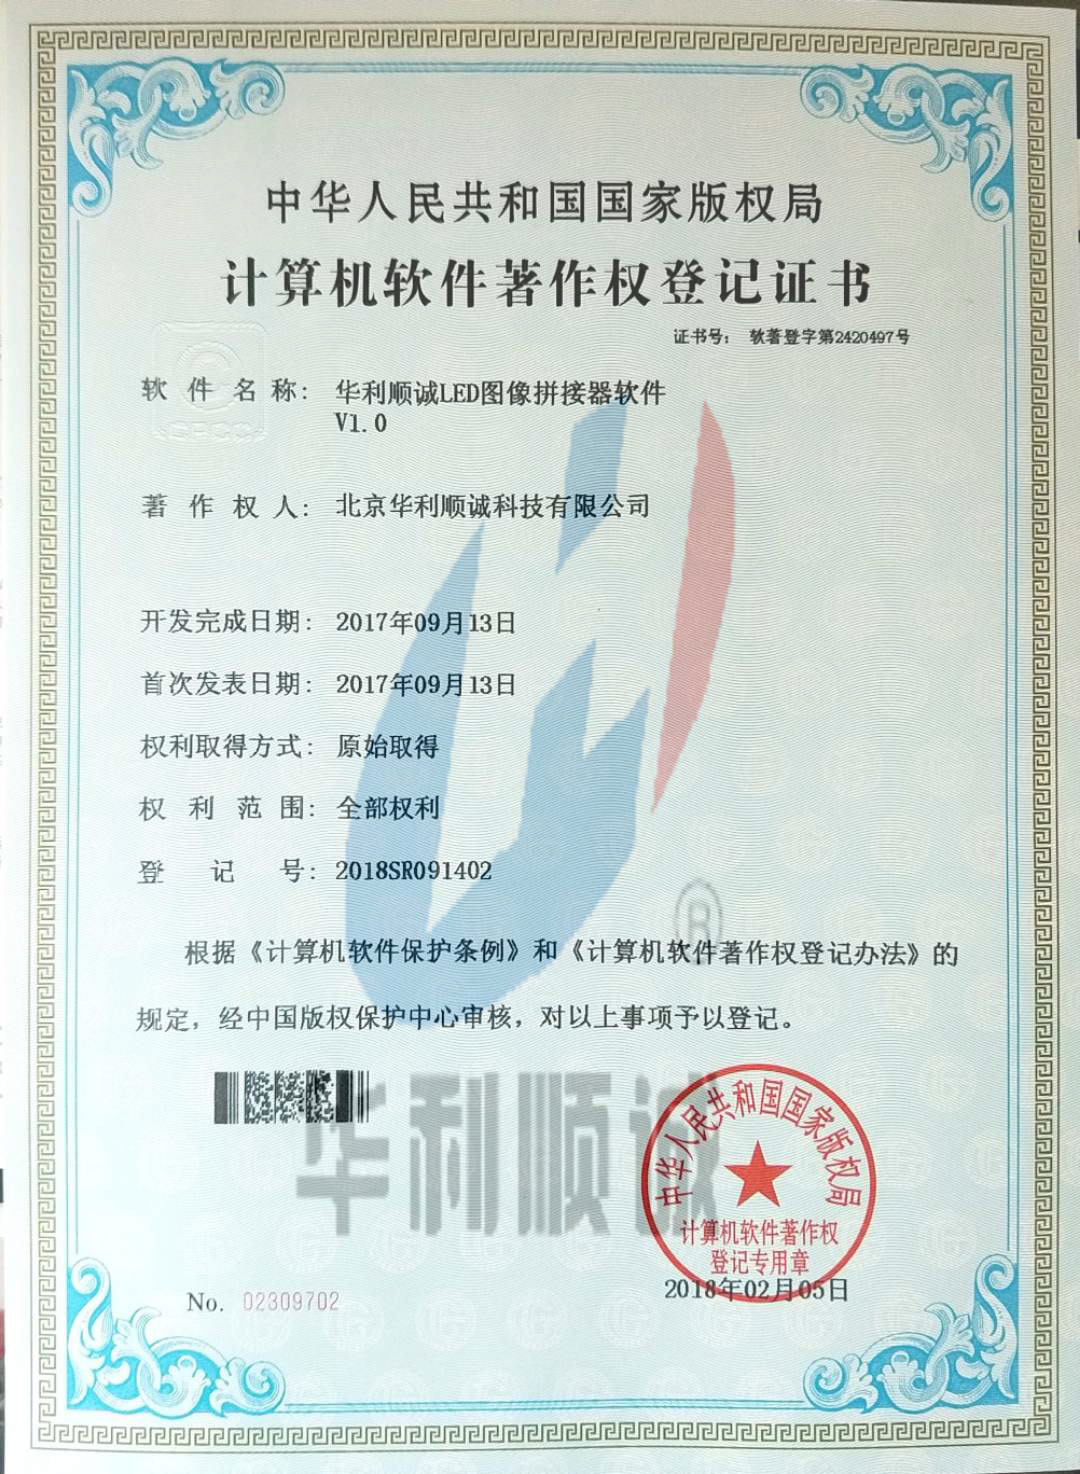 中华人民共和国国家版权局
计算机软件著作权登记证书
证书号： 软著登字第2420497号
软件名称： 华利顺诚LED图像拼接器软件
V1.0
著作权人： 北京华利顺诚科技有限公司
开发完成日期： 2017年09月13日
首次发表日期： 2017年09月13日
权利取得方式： 原始取得
权利范围： 全部权利
登记号： 2018SR091402
根据《计算机软件保护条例》和《计算机软件著作权登记办法》的
规定，经中国版权保护中心审核，对以上事项予以登记。
®
华利顺诚
中华人民共和国国家版权局
计算机软件著作权
登记专用章
2018年02月05日
No. 02309702